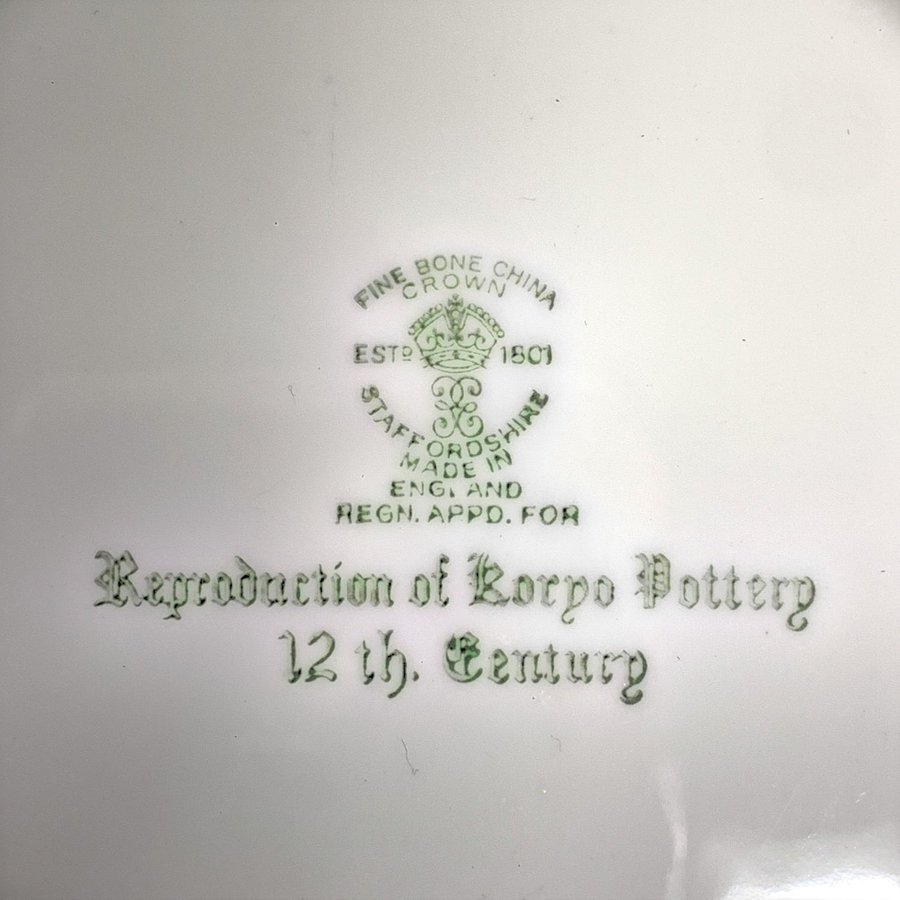 FINE BONE CHINA
CROWN
ESTD 1801
STAFFORDSHIRE
MADE IN
ENGLAND
REGN. APPD. FOR
Reproduction of Koryo Pottery
12 th. Century